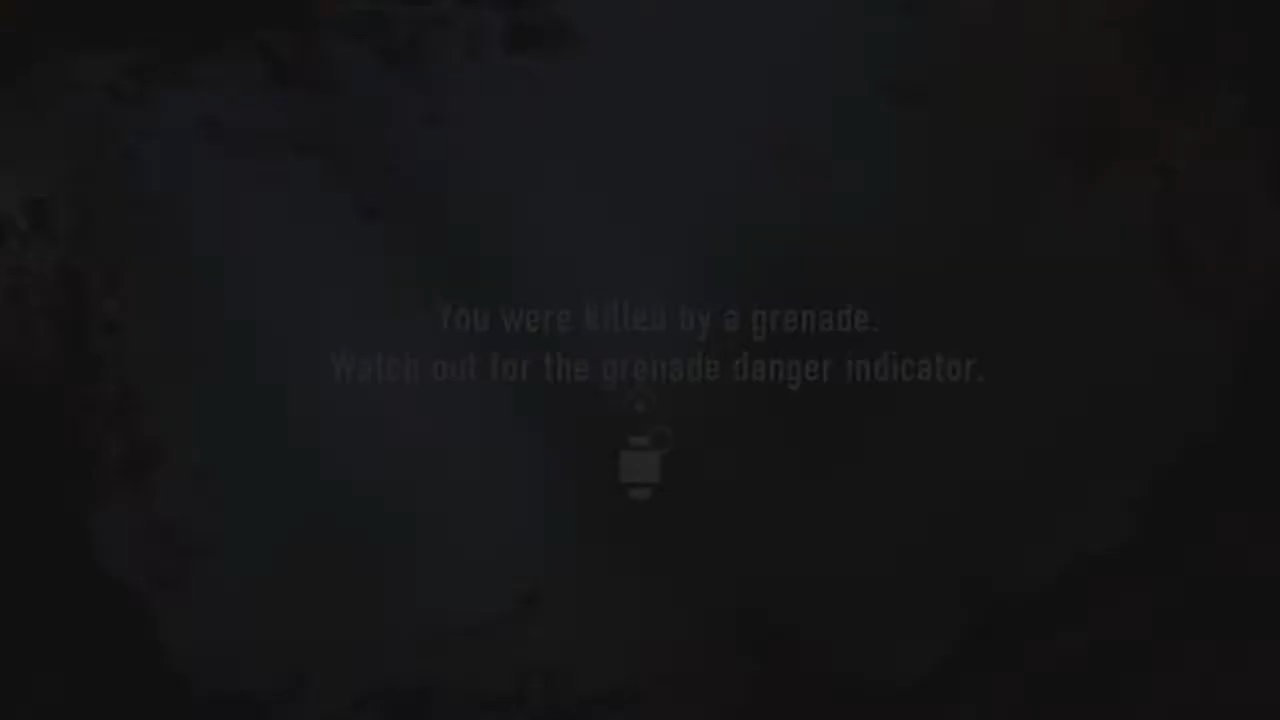 You were killed by a grenade.
Watch out for the grenade danger indicator.